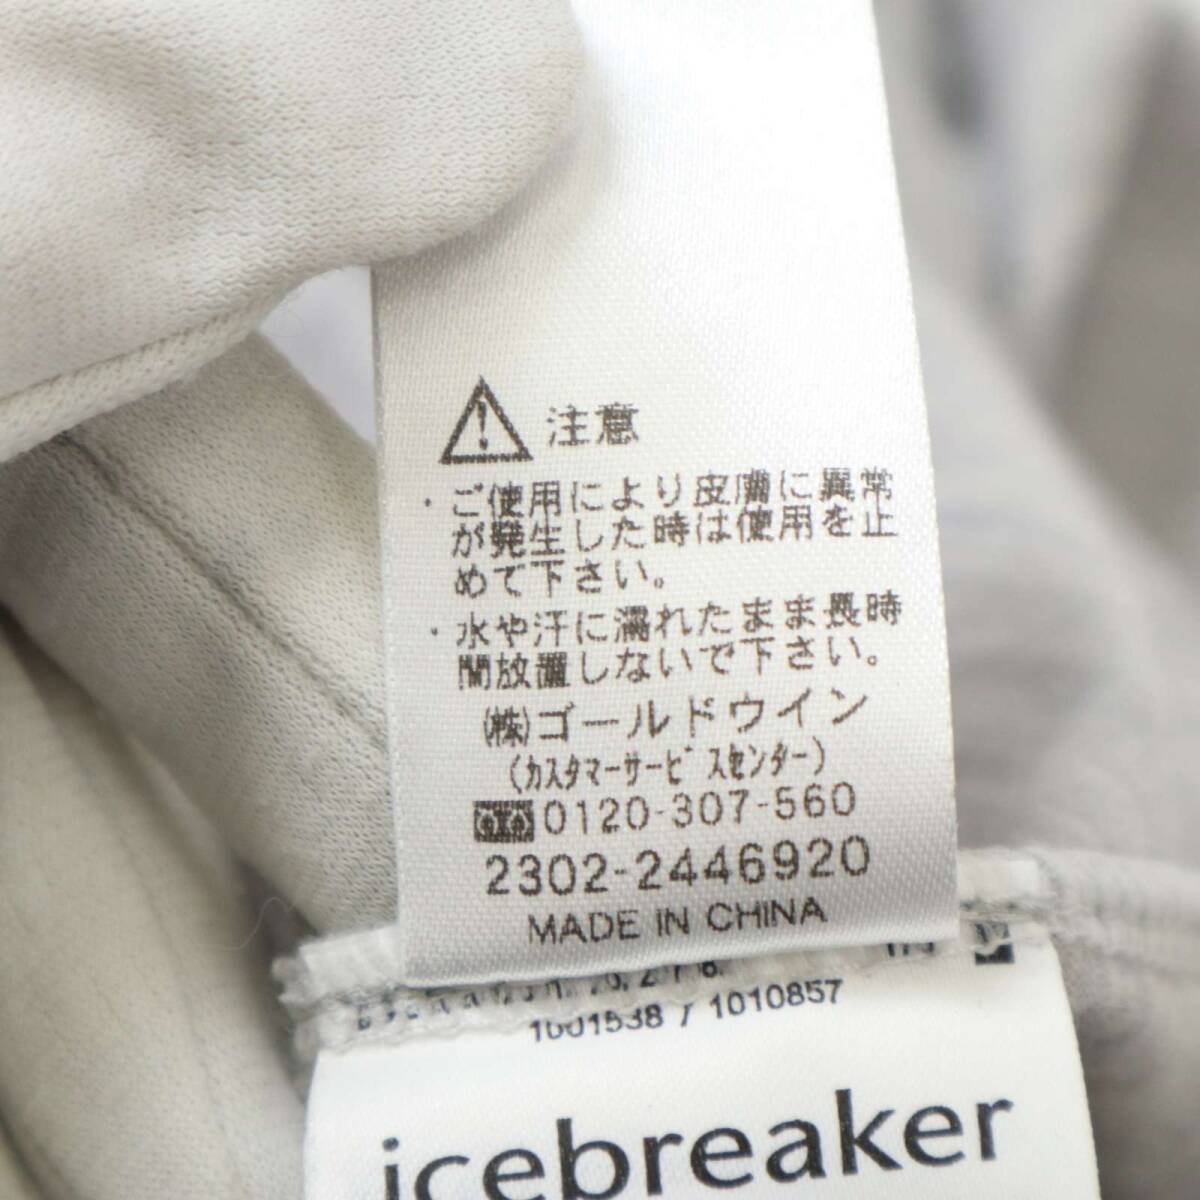 注意
・ご使用により皮膚に異常
が発生した時は使用を止
めて下さい。
・水や汗に濡れたまま長時
間放置しないで下さい。
(株)ゴールドウイン
(カスタマーサービスセンター)
0120-307-560
2302-2446920
MADE IN CHINA
1001538 / 1010857
icebreaker